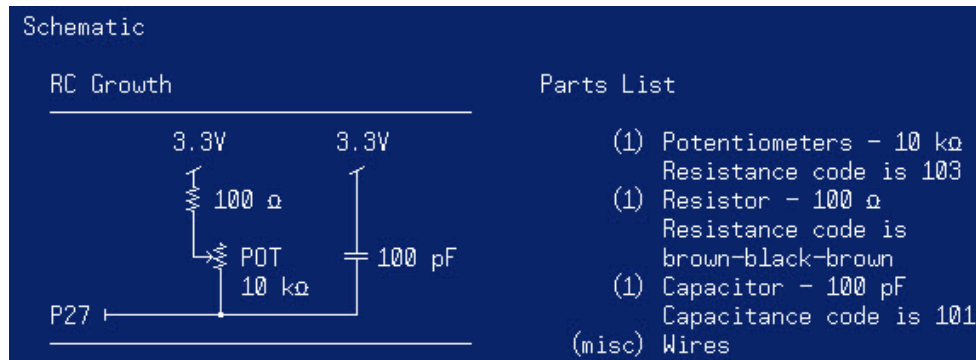 Schematic
RC Growth
3.3V 3.3V
100 Ω
POT
10 kΩ
100 pF
P27
Parts List
(1) Potentiometers - 10 kΩ
Resistance code is 103
(1) Resistor - 100 Ω
Resistance code is
brown-black-brown
(1) Capacitor - 100 pF
Capacitance code is 101
(misc) Wires